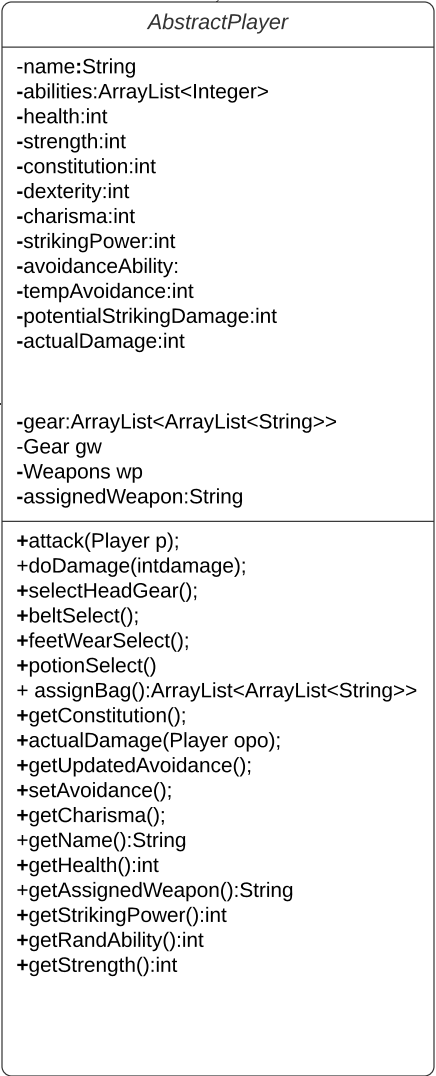 AbstractPlayer
-name:String
-abilities:ArrayList<Integer>
-health:int
-strength:int
-constitution:int
-dexterity:int
-charisma:int
-strikingPower:int
-avoidanceAbility:
-tempAvoidance:int
-potentialStrikingDamage:int
-actualDamage:int
-gear:ArrayList<ArrayList<String>>
-Gear gw
-Weapons wp
-assignedWeapon:String
+attack(Player p);
+doDamage(intdamage);
+selectHeadGear();
+beltSelect();
+feetWearSelect();
+potionSelect()
+ assignBag():ArrayList<ArrayList<String>>
+getConstitution();
+actualDamage(Player opo);
+getUpdatedAvoidance();
+setAvoidance();
+getCharisma();
+getName():String
+getHealth():int
+getAssignedWeapon():String
+getStrikingPower():int
+getRandAbility():int
+getStrength():int